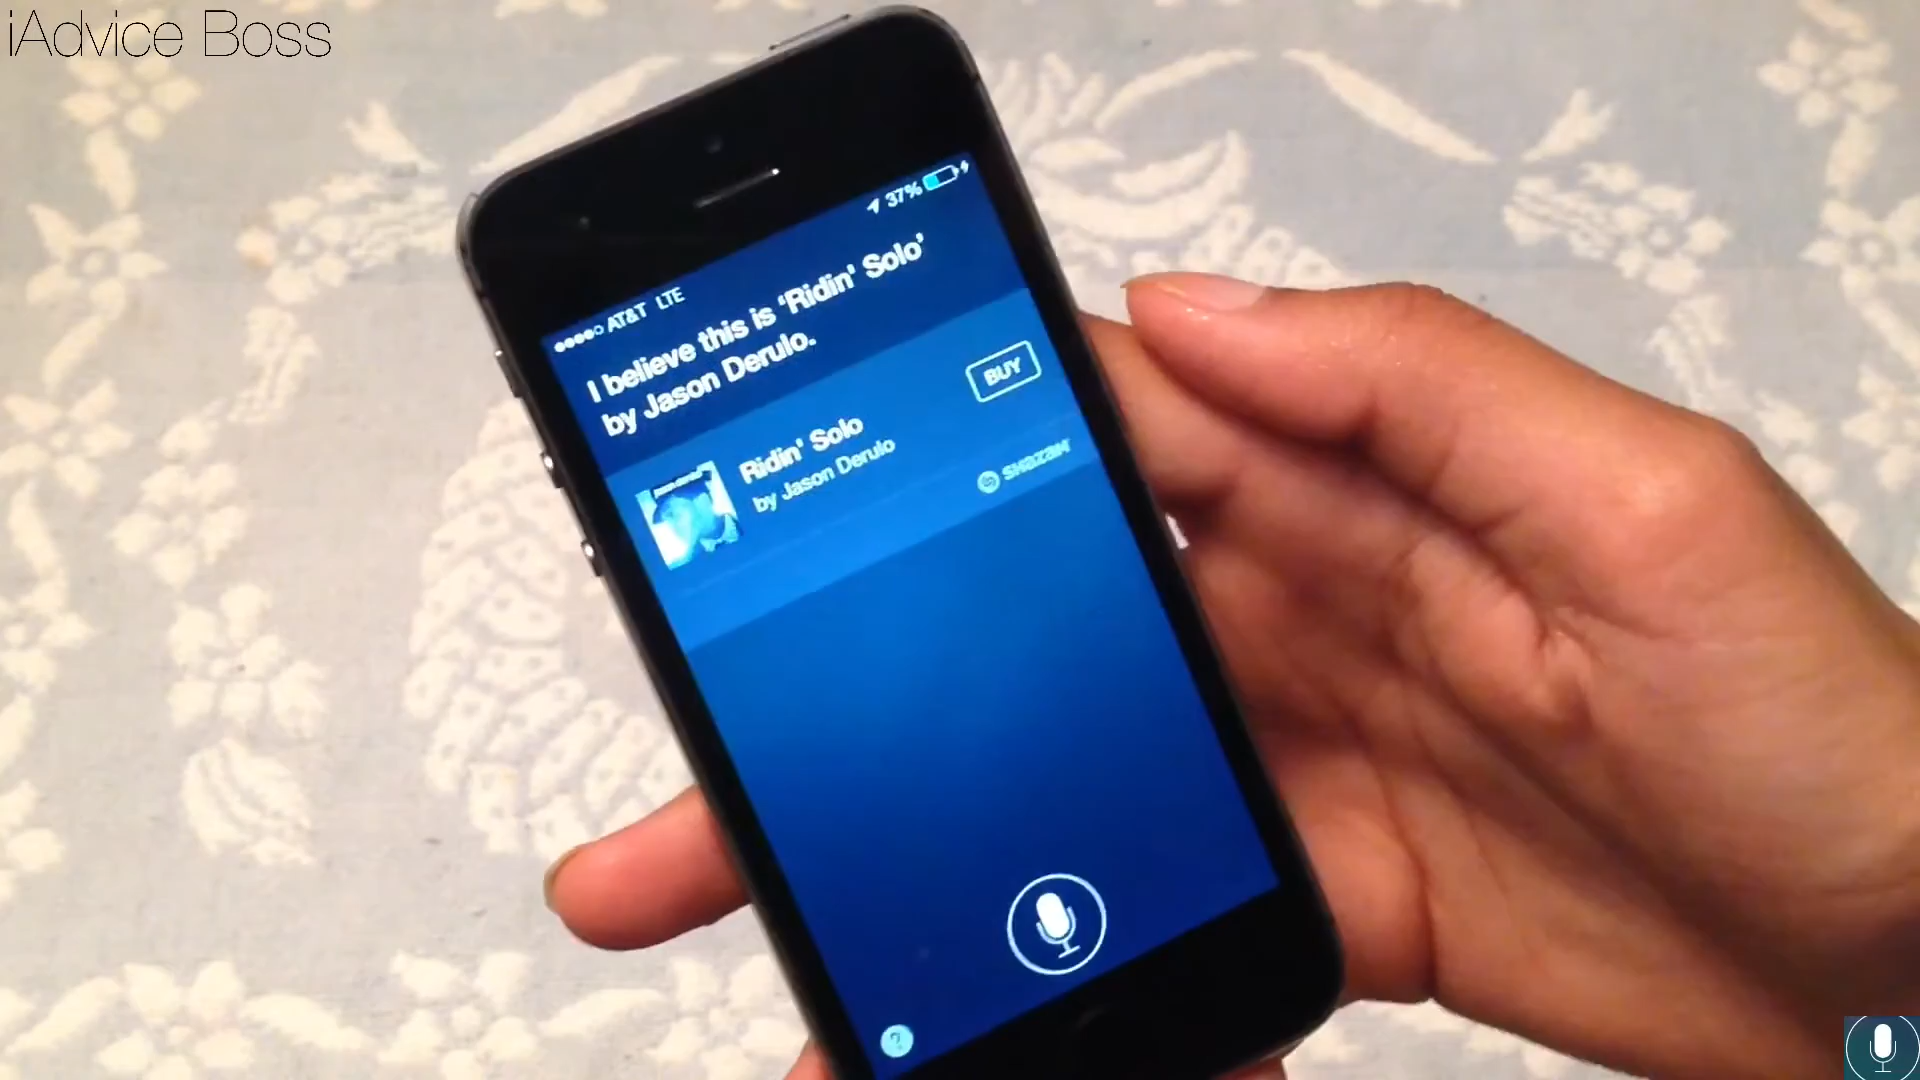 iAdvice Boss
AT&T LTE
37%
I believe this is ‘Ridin' Solo’
by Jason Derulo.
BUY
Ridin' Solo
by Jason Derulo
SHAZAM
?